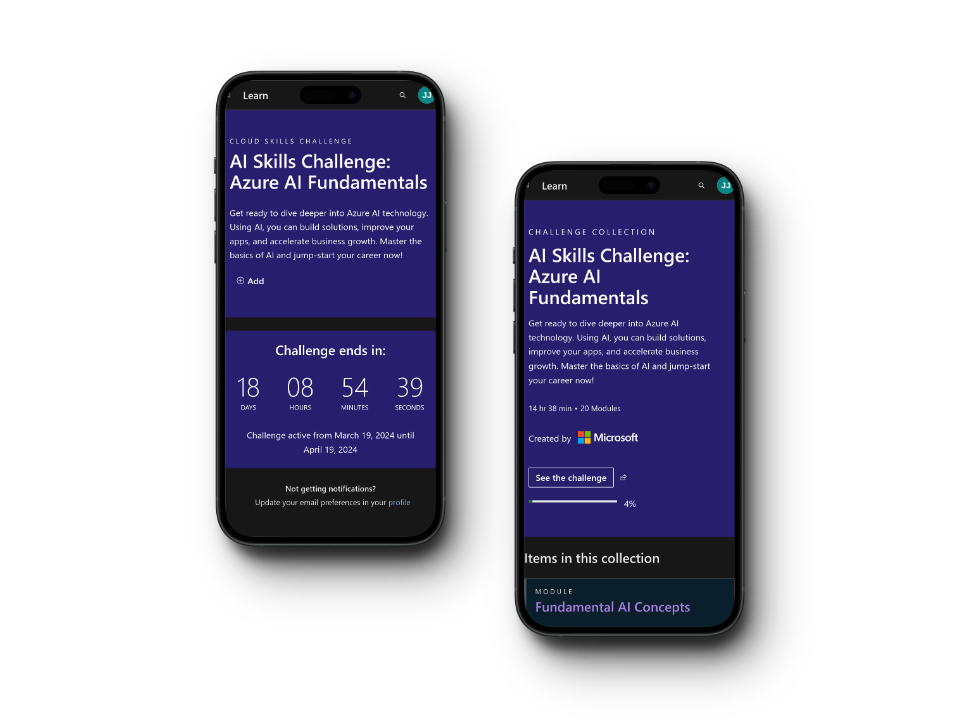 Learn
JJ
CLOUD SKILLS CHALLENGE
AI Skills Challenge:
Azure AI Fundamentals
Get ready to dive deeper into Azure AI technology.
Using AI, you can build solutions, improve your
apps, and accelerate business growth. Master the
basics of AI and jump-start your career now!
Add
Challenge ends in:
18 08 54 39
DAYS HOURS MINUTES SECONDS
Challenge active from March 19, 2024 until
April 19, 2024
Not getting notifications?
Update your email preferences in your profile
Learn
JJ
CHALLENGE COLLECTION
AI Skills Challenge:
Azure AI
Fundamentals
Get ready to dive deeper into Azure AI
technology. Using AI, you can build solutions,
improve your apps, and accelerate business
growth. Master the basics of AI and jump-start
your career now!
14 hr 38 min • 20 Modules
Created by Microsoft
See the challenge
4%
Items in this collection
MODULE
Fundamental AI Concepts